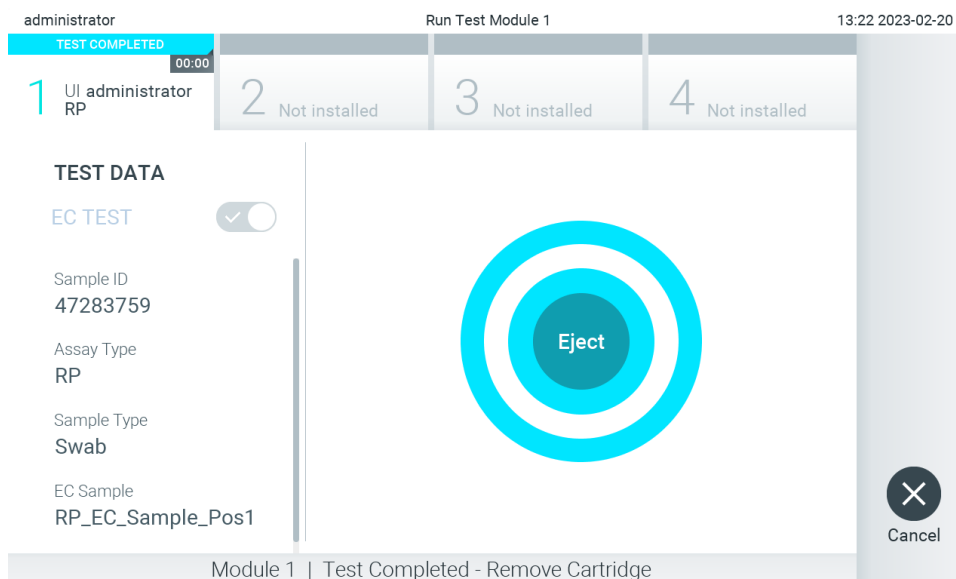 administrator
Run Test Module 1
13:22 2023-02-20
TEST COMPLETED
00:00
1 UI administrator
RP
2 Not installed
3 Not installed
4 Not installed
TEST DATA
EC TEST
Sample ID
47283759
Assay Type
RP
Sample Type
Swab
EC Sample
RP_EC_Sample_Pos1
Eject
Cancel
Module 1 | Test Completed - Remove Cartridge